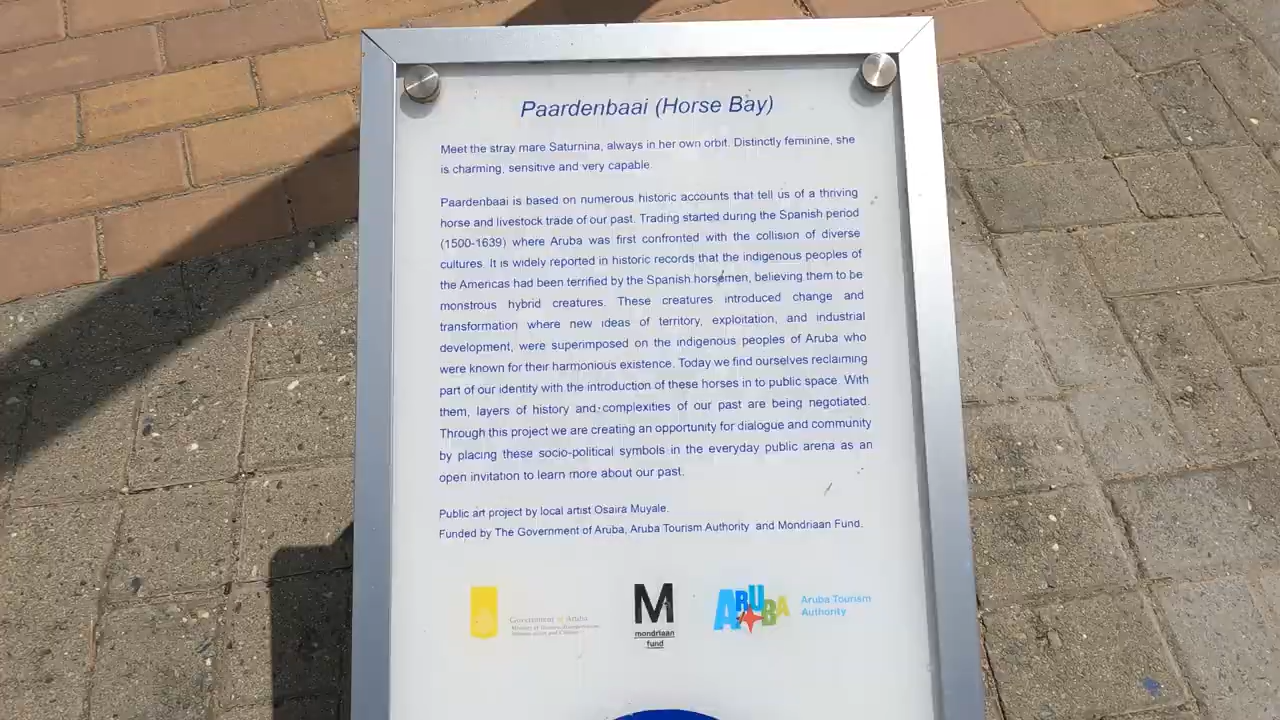 Paardenbaai (Horse Bay)
Meet the stray mare Saturnina, always in her own orbit. Distinctly feminine, she
is charming, sensitive and very capable.
Paardenbaai is based on numerous historic accounts that tell us of a thriving
horse and livestock trade of our past. Trading started during the Spanish period
(1500-1639) where Aruba was first confronted with the collision of diverse
cultures. It is widely reported in historic records that the indigenous peoples of
the Americas had been terrified by the Spanish horsemen, believing them to be
monstrous hybrid creatures. These creatures introduced change and
transformation where new ideas of territory, exploitation, and industrial
development, were superimposed on the indigenous peoples of Aruba who
were known for their harmonious existence. Today we find ourselves reclaiming
part of our identity with the introduction of these horses in to public space. With
them, layers of history and complexities of our past are being negotiated.
Through this project we are creating an opportunity for dialogue and community
by placing these socio-political symbols in the everyday public arena as an
open invitation to learn more about our past.
Public art project by local artist Osaira Muyale.
Funded by The Government of Aruba, Aruba Tourism Authority and Mondriaan Fund.
Government of Aruba
M
mondriaan
fund
ARUBA
Aruba Tourism
Authority